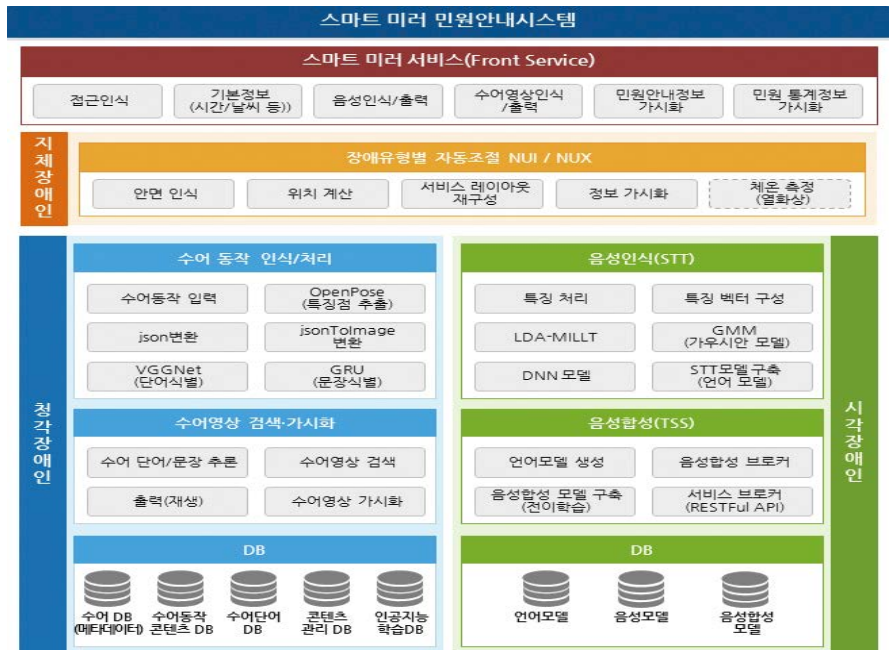 스마트 미러 민원안내시스템
스마트 미러 서비스(Front Service)
접근인식
기본정보
(시간/날씨 등))
음성인식/출력
수어영상인식
/출력
민원안내정보
가시화
민원 통계정보
가시화
지체장애인
장애유형별 자동조절 NUI / NUX
안면 인식
위치 계산
서비스 레이아웃
재구성
정보 가시화
체온 측정
(열화상)
청각장애인
수어 동작 인식/처리
수어동작 입력
OpenPose
(특징점 추출)
json변환
jsonToImage
변환
VGGNet
(단어식별)
GRU
(문장식별)
수어영상 검색·가시화
수어 단어/문장 추론
수어영상 검색
출력(재생)
수어영상 가시화
DB
수어 DB
(메타데이터)
수어동작
콘텐츠 DB
수어단어
DB
콘텐츠
관리 DB
인공지능
학습DB
음성인식(STT)
특징 처리
특징 벡터 구성
LDA-MILLT
GMM
(가우시안 모델)
DNN 모델
STT모델 구축
(언어 모델)
음성합성(TSS)
언어모델 생성
음성합성 브로커
음성합성 모델 구축
(전이학습)
서비스 브로커
(RESTFul API)
DB
언어모델
음성모델
음성합성
모델
시각장애인